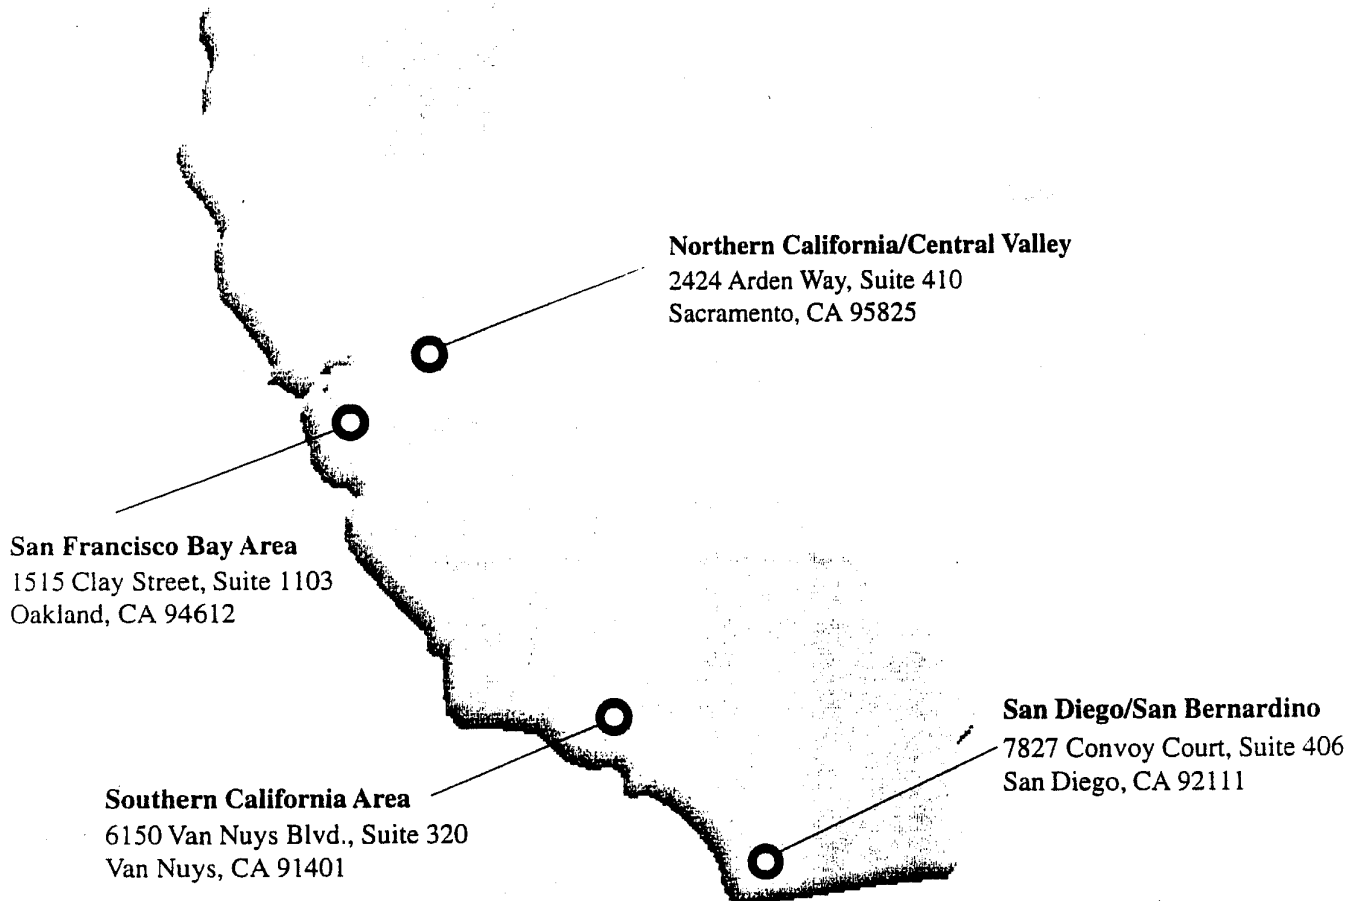 Northern California/Central Valley
2424 Arden Way, Suite 410
Sacramento, CA 95825
San Francisco Bay Area
1515 Clay Street, Suite 1103
Oakland, CA 94612
San Diego/San Bernardino
7827 Convoy Court, Suite 406
San Diego, CA 92111
Southern California Area
6150 Van Nuys Blvd., Suite 320
Van Nuys, CA 91401